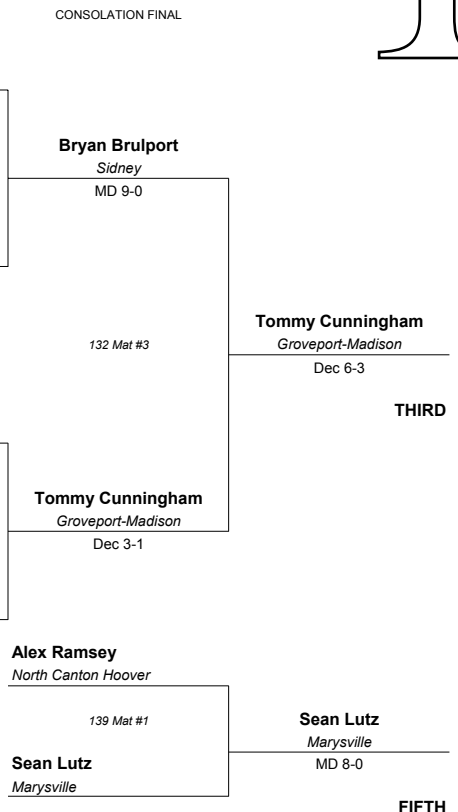 CONSOLATION FINAL
Bryan Brulport
Sidney
MD 9-0
132 Mat #3
Tommy Cunningham
Groveport-Madison
Dec 6-3
THIRD
Tommy Cunningham
Groveport-Madison
Dec 3-1
Alex Ramsey
North Canton Hoover
139 Mat #1
Sean Lutz
Marysville
MD 8-0
Sean Lutz
Marysville
FIFTH